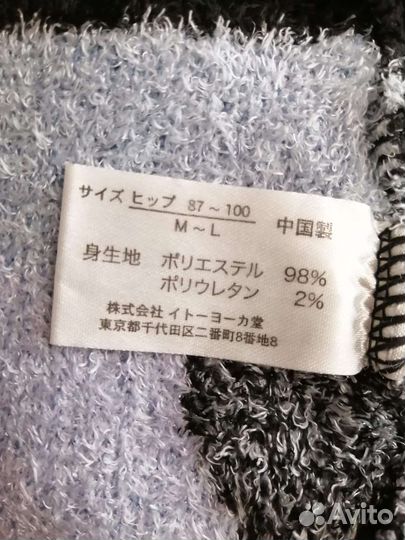 サイズ ヒップ 87～100
M～L 中国製
身生地 ポリエステル 98%
ポリウレタン 2%
株式会社 イトーヨーカ堂
東京都千代田区二番町8番地8
Avito